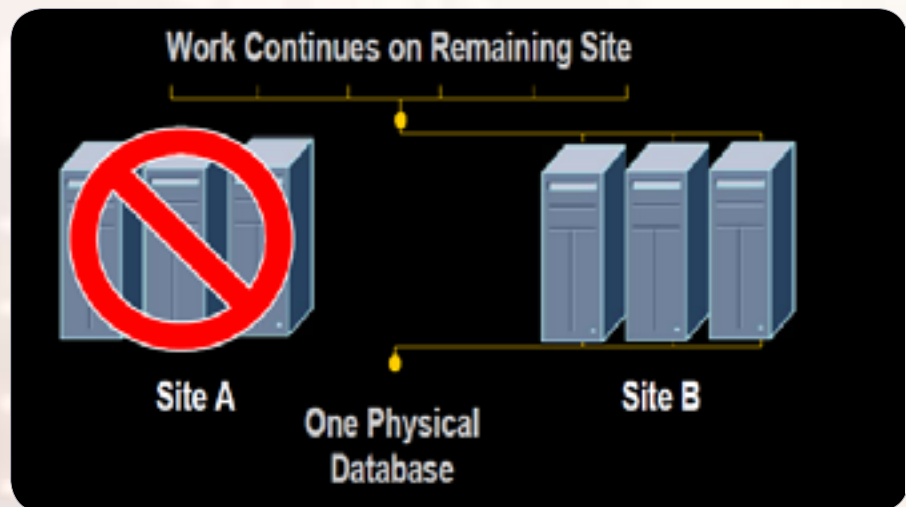 Work Continues on Remaining Site
Site A
Site B
One Physical
Database